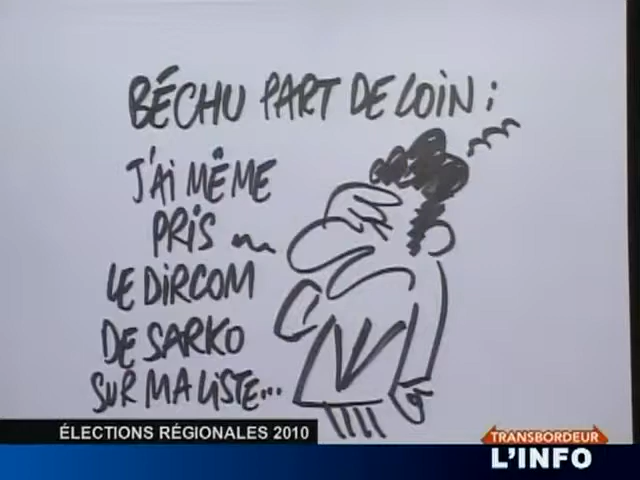 BÉCHU PART DE LOIN :
J'AI MÊME
PRIS
LE DIRCOM
DE SARKO
SUR MA LISTE...
ÉLECTIONS RÉGIONALES 2010
TRANSBORDEUR
L'INFO